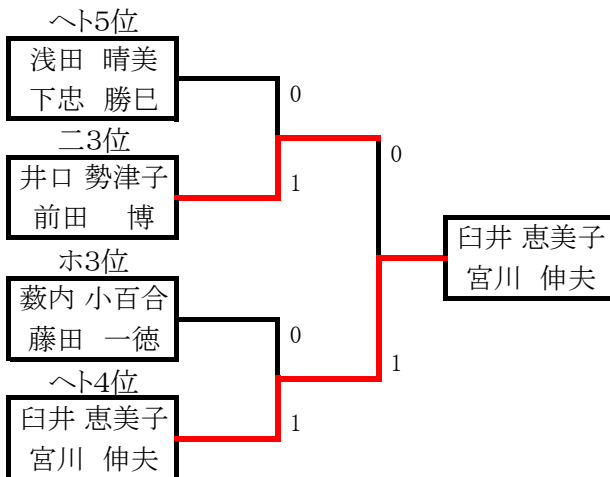 ヘト5位
浅田 晴美
下忠 勝巳
0
ニ3位
井口 勢津子
前田 博
1
0
臼井 恵美子
宮川 伸夫
ホ3位
薮内 小百合
藤田 一徳
0
1
ヘト4位
臼井 恵美子
宮川 伸夫
1